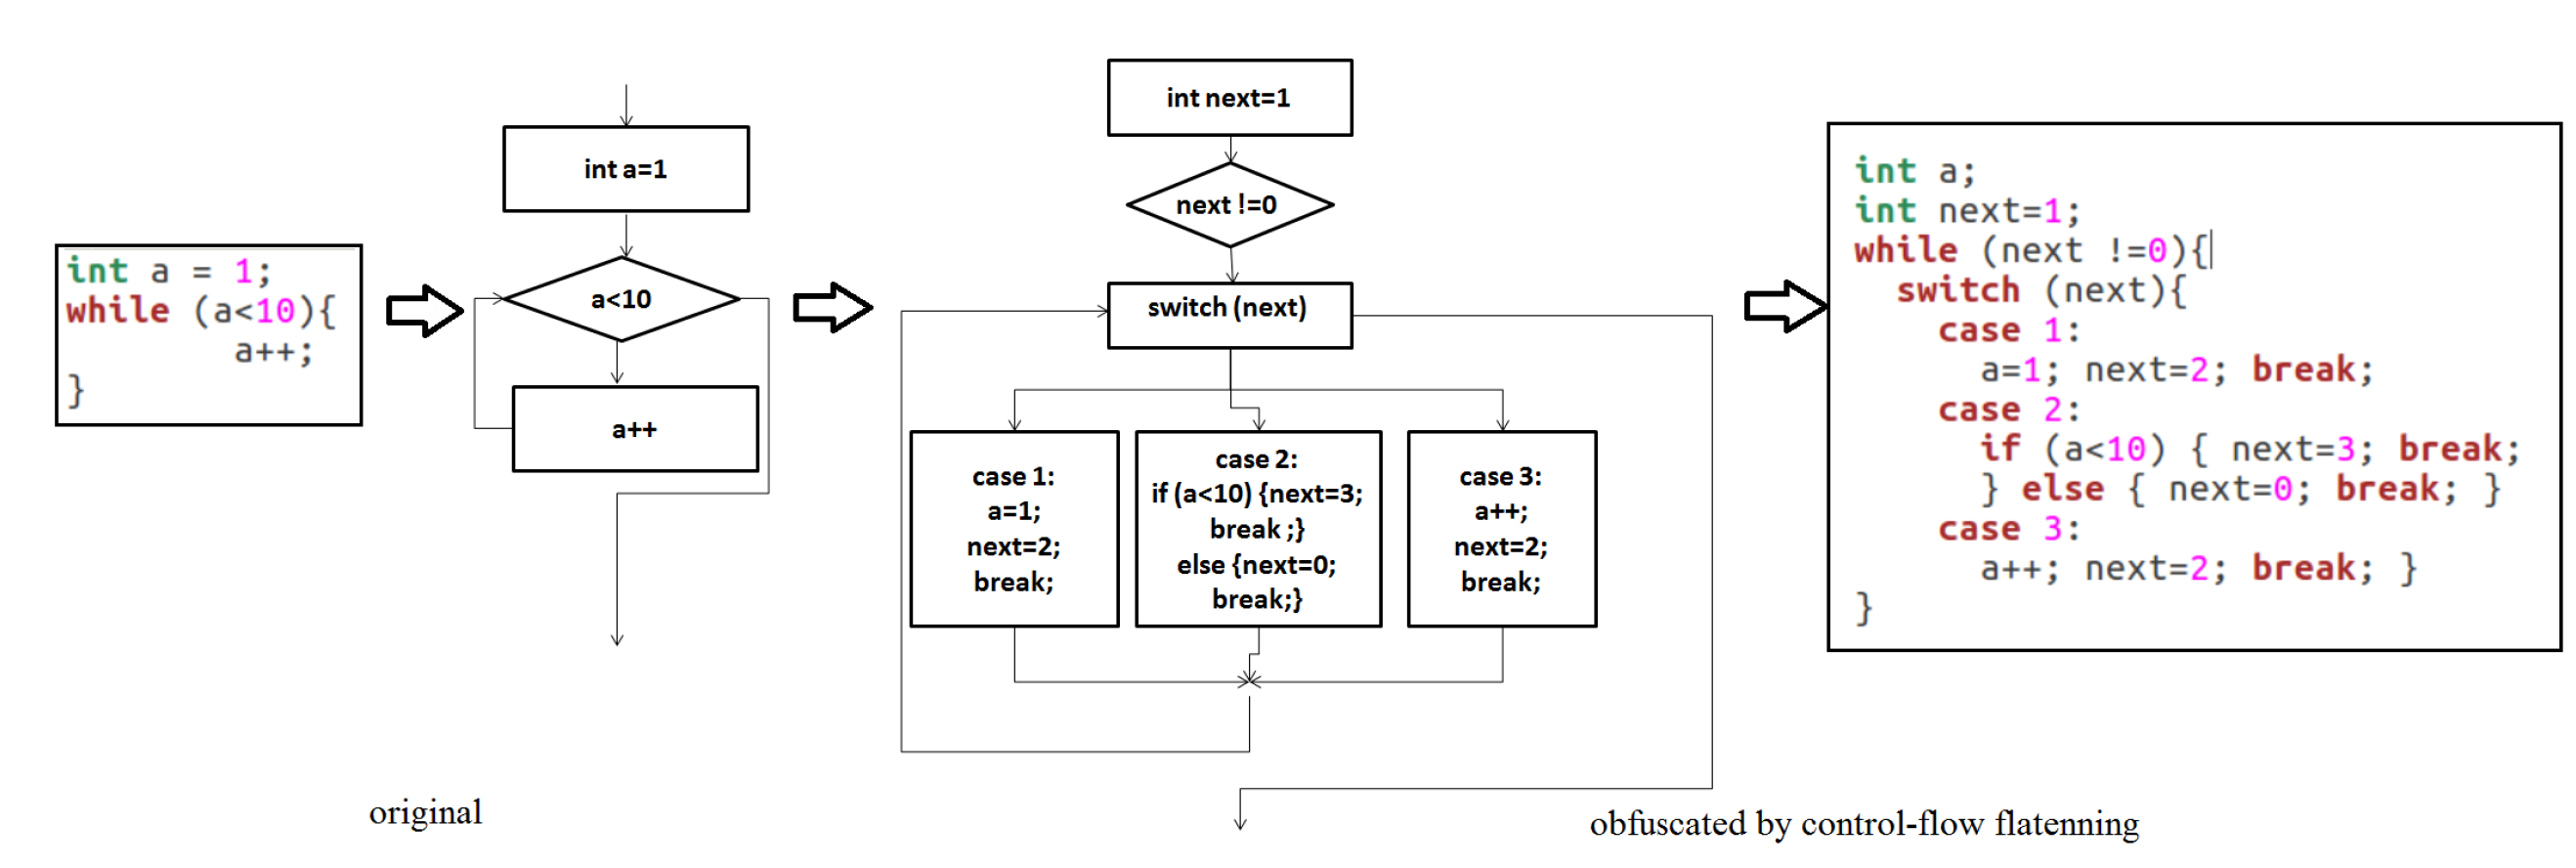 int a = 1;
while (a<10){
a++;
}
int a=1
a<10
a++
original
int next=1
next !=0
switch (next)
case 1:
a=1;
next=2;
break;
case 2:
if (a<10) {next=3;
break ;}
else {next=0;
break;}
case 3:
a++;
next=2;
break;
int a;
int next=1;
while (next !=0){
switch (next){
case 1:
a=1; next=2; break;
case 2:
if (a<10) { next=3; break;
} else { next=0; break; }
case 3:
a++; next=2; break; }
}
obfuscated by control-flow flatenning